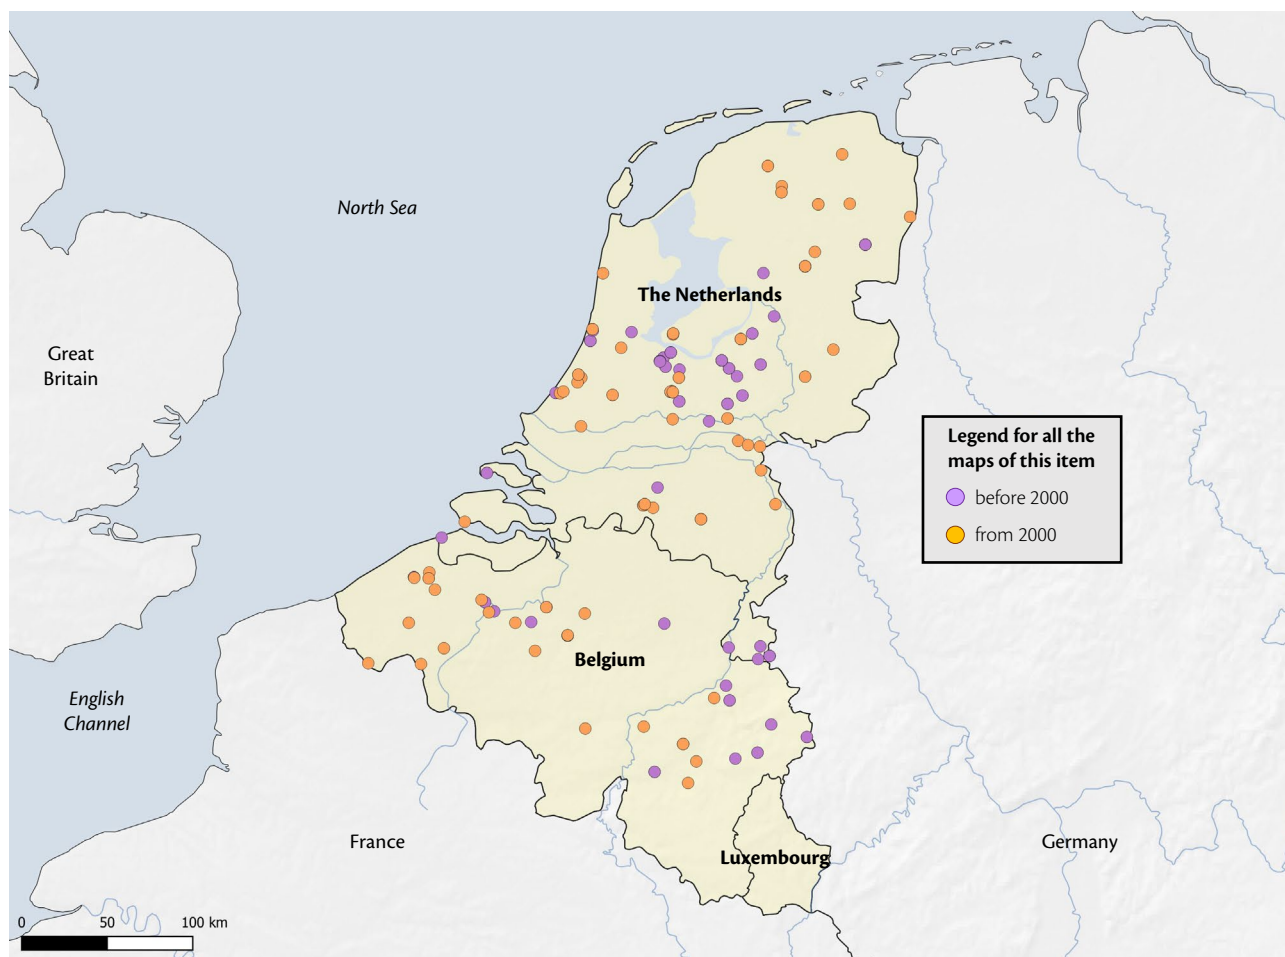 North Sea
The Netherlands
Great
Britain
Legend for all the
maps of this item
before 2000
from 2000
Belgium
English
Channel
France
Luxembourg
Germany
0 50 100 km